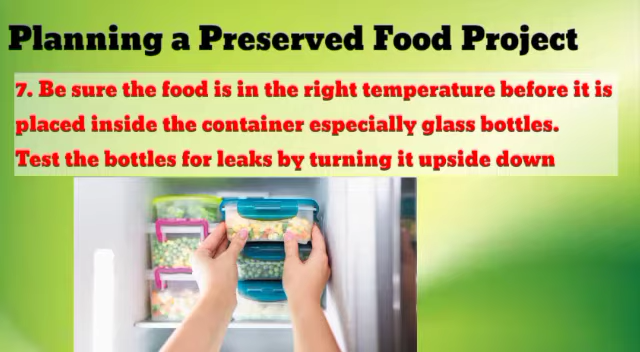 Planning a Preserved Food Project
7. Be sure the food is in the right temperature before it is
placed inside the container especially glass bottles.
Test the bottles for leaks by turning it upside down